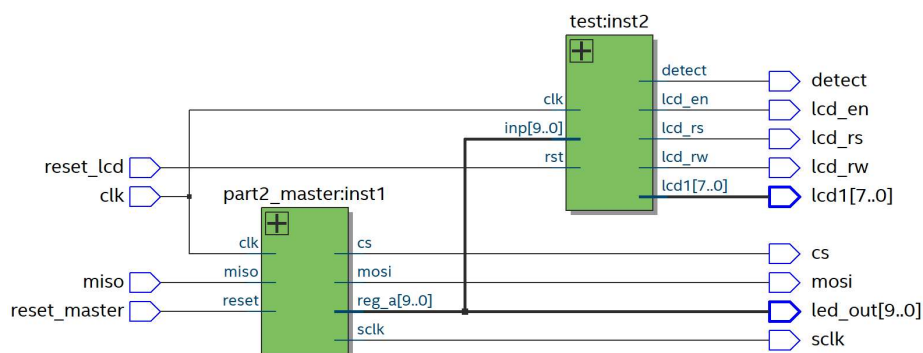 test:inst2
detect
detect
clk
lcd_en
lcd_en
inp[9..0]
lcd_rs
lcd_rs
reset_lcd
rst
lcd_rw
lcd_rw
clk
part2_master:inst1
lcd1[7..0]
lcd1[7..0]
clk
cs
cs
miso
miso
mosi
mosi
reset_master
reset
reg_a[9..0]
led_out[9..0]
sclk
sclk